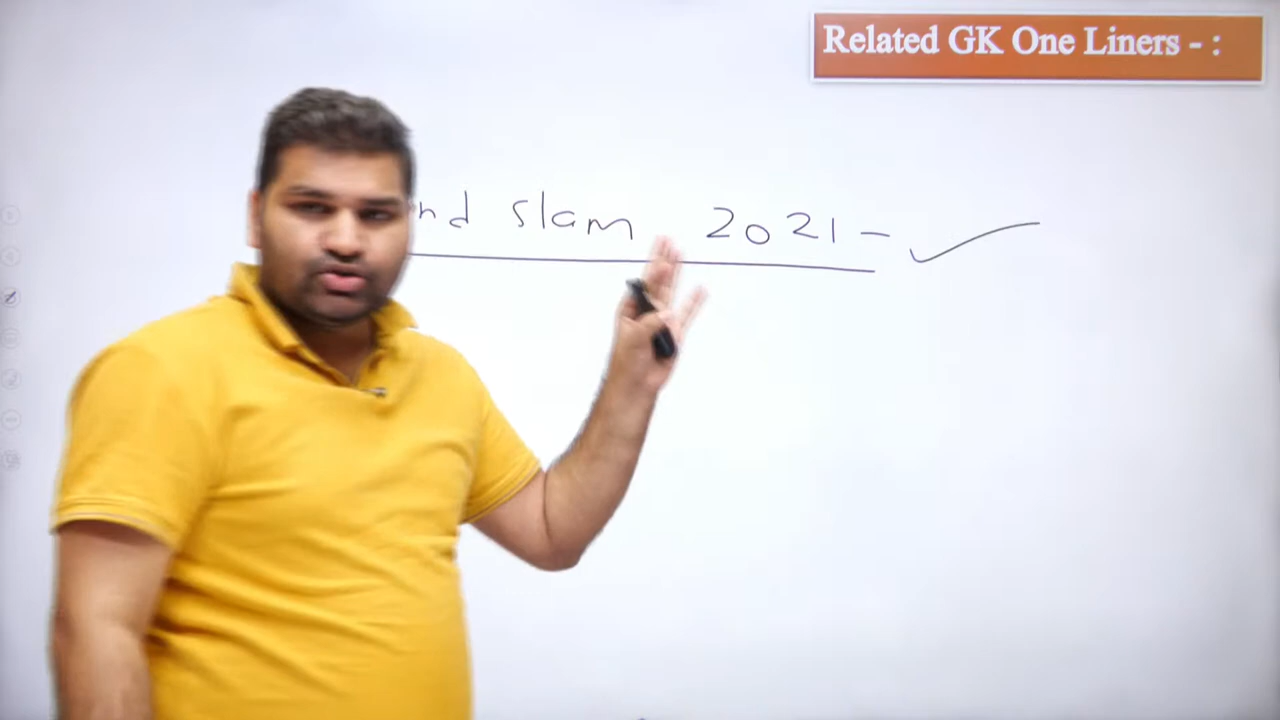 Related GK One Liners - :
nd slam 2021 -